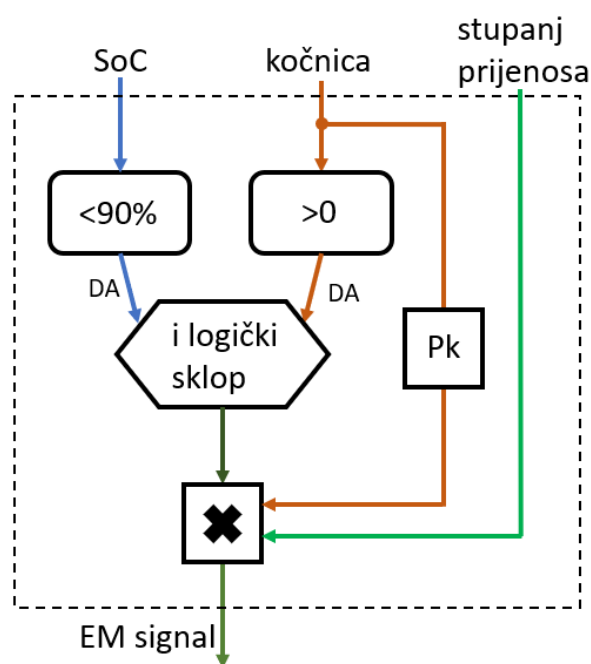 SoC
kočnica
stupanj
prijenosa
<90%
>0
DA
DA
i logički
sklop
Pk
EM signal